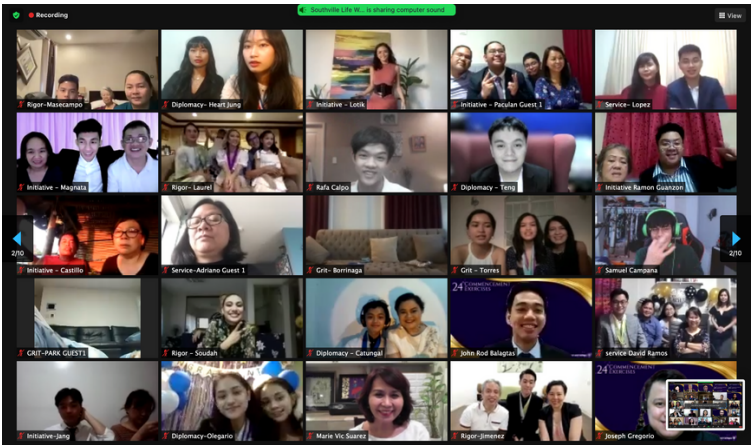 Southville Life W... is sharing computer sound
Recording
View
Rigor-Masecampo
Diplomacy- Heart Jung
Initiative - Lotik
Initiative - Paculan Guest 1
Service- Lopez
Initiative - Magnata
Rigor- Laurel
Rafa Calpo
Diplomacy - Teng
Initiative Ramon Guanzon
2/10
2/10
Initiative - Castillo
Service-Adriano Guest 1
Grit- Borrinaga
Grit - Torres
Samuel Campana
GRIT-PARK GUEST1
Rigor - Soudah
Diplomacy - Catungal
24th COMMENCEMENT
EXERCISES
John Rod Balagtas
service David Ramos
Initiative-Jang
Diplomacy-Olegario
Marie Vic Suarez
Rigor-Jimenez
24th COMMENCEMENT
EXERCISES
Joseph Gregorio